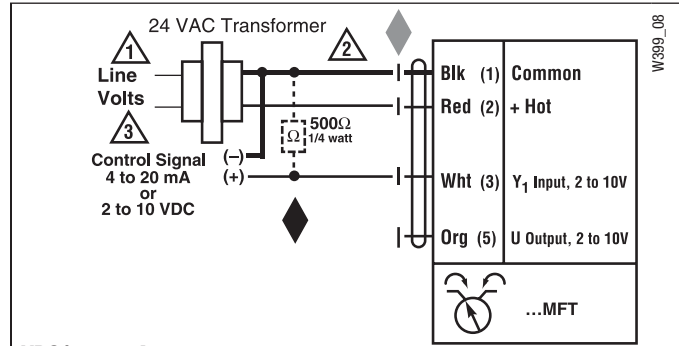 24 VAC Transformer
1
Line
Volts
2
3
Control Signal
4 to 20 mA
or
2 to 10 VDC
(–)
(+)
Ω
500Ω
1/4 watt
Blk (1) Common
Red (2) + Hot
Wht (3) Y₁ Input, 2 to 10V
Org (5) U Output, 2 to 10V
...MFT
W399_08